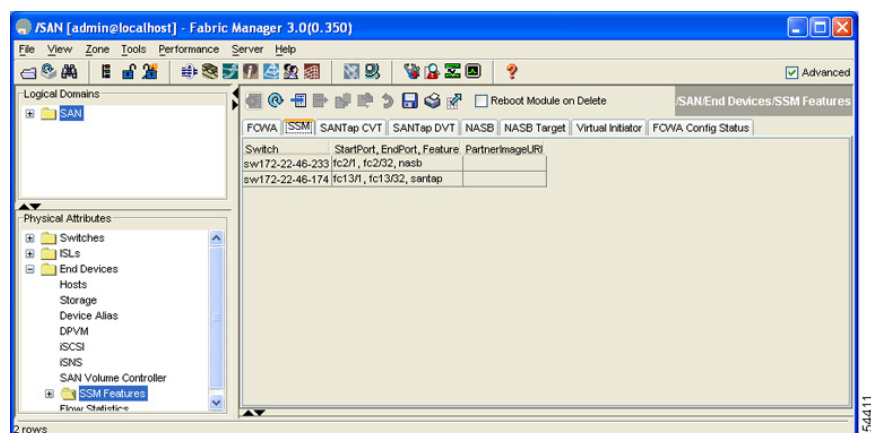 /SAN [admin@localhost] - Fabric Manager 3.0(0.350)
File View Zone Tools Performance Server Help
Advanced
Logical Domains
SAN
Reboot Module on Delete
/SAN/End Devices/SSM Features
FCWA SSM SANTap CVT SANTap DVT NASB NASB Target Virtual Initiator FCWA Config Status
Switch StartPort, EndPort, Feature PartnerImageURI
sw172-22-46-233 fc2/1, fc2/32, nasb
sw172-22-46-174 fc13/1, fc13/32, santap
Physical Attributes
Switches
ISLs
End Devices
Hosts
Storage
Device Alias
DPVM
iSCSI
iSNS
SAN Volume Controller
SSM Features
Flow Statistics
2 rows
54411